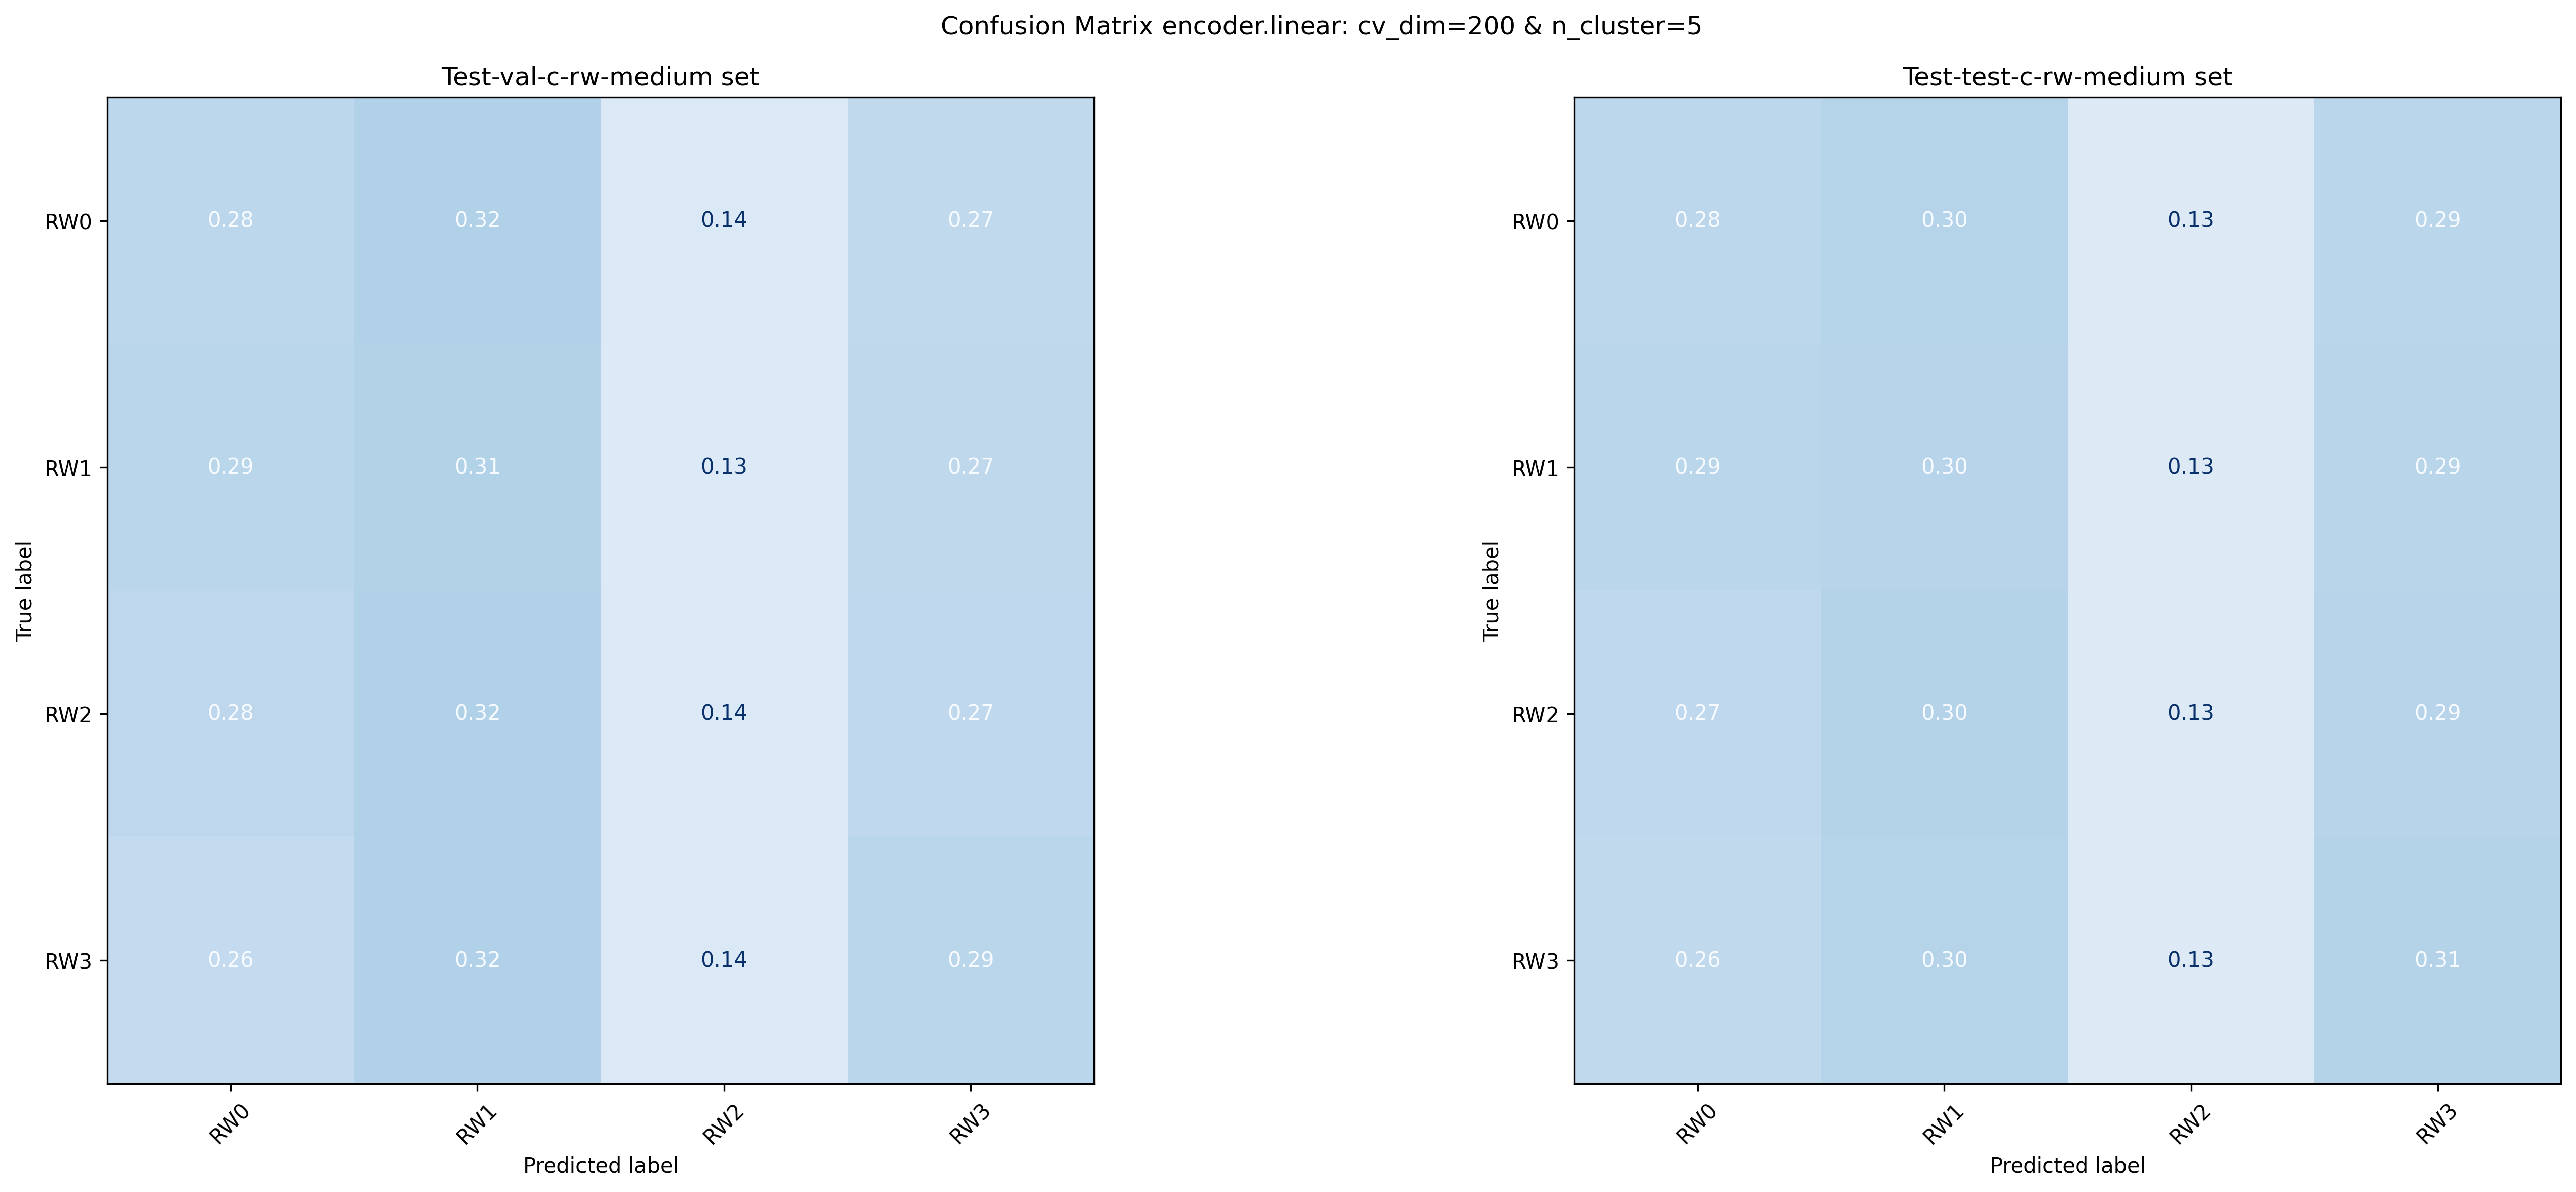 Confusion Matrix encoder.linear: cv_dim=200 & n_cluster=5
Test-val-c-rw-medium set
True label
RW0 0.28 0.32 0.14 0.27
RW1 0.29 0.31 0.13 0.27
RW2 0.28 0.32 0.14 0.27
RW3 0.26 0.32 0.14 0.29
RW0 RW1 RW2 RW3
Predicted label
Test-test-c-rw-medium set
True label
RW0 0.28 0.30 0.13 0.29
RW1 0.29 0.30 0.13 0.29
RW2 0.27 0.30 0.13 0.29
RW3 0.26 0.30 0.13 0.31
RW0 RW1 RW2 RW3
Predicted label